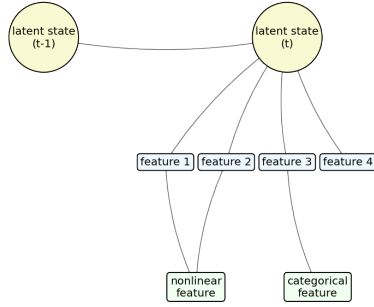 latent state
(t-1)
latent state
(t)
feature 1
feature 2
feature 3
feature 4
nonlinear
feature
categorical
feature